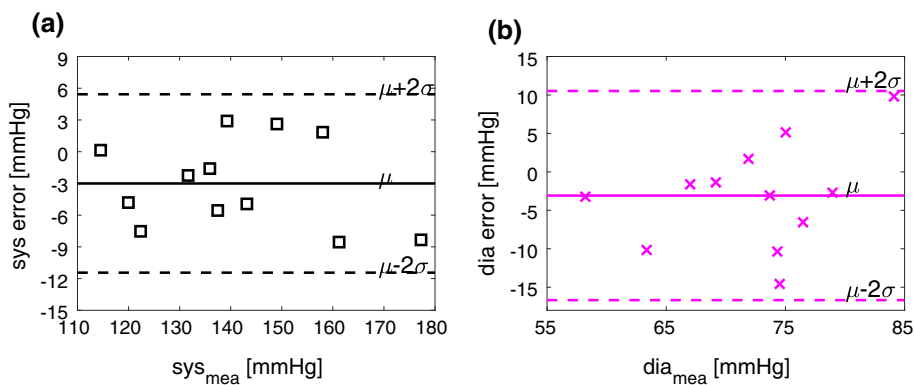 (a)
9
6
3
0
-3
-6
-9
-12
-15
110 120 130 140 150 160 170 180
sys error [mmHg]
sys_mea [mmHg]
μ+2σ
μ
μ-2σ
(b)
15
10
5
0
-5
-10
-15
55 65 75 85
dia error [mmHg]
dia_mea [mmHg]
μ+2σ
μ
μ-2σ